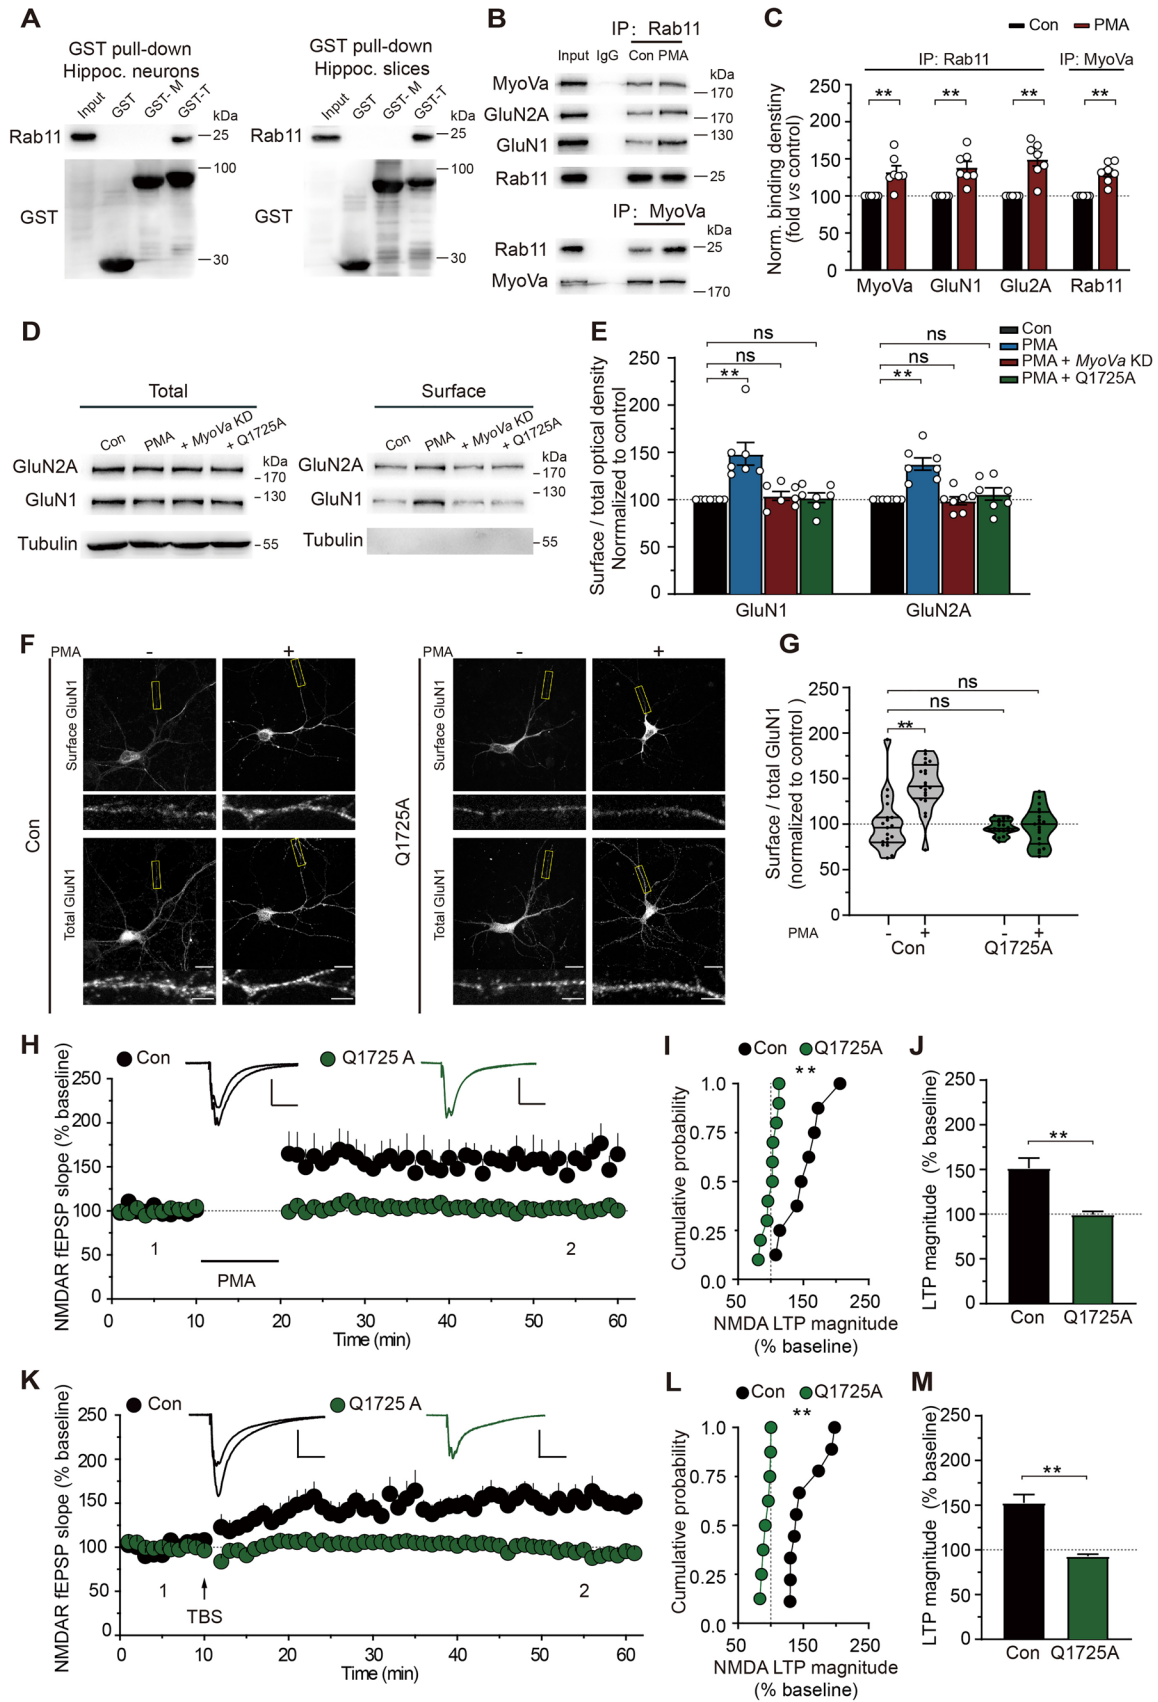 A
GST pull-down
Hippoc. neurons
Input
GST
GST- M
GST-T
kDa
Rab11
25
100
GST
30
GST pull-down
Hippoc. slices
Input
GST
GST- M
GST-T
kDa
Rab11
25
100
GST
30
B
IP: Rab11
Input IgG Con PMA
kDa
MyoVa
170
GluN2A
170
GluN1
130
Rab11
25
IP: MyoVa
kDa
Rab11
25
MyoVa
170
C
Con PMA
IP: Rab11 IP: MyoVa
Norm. binding denstiny
(fold vs control)
250
200
150
100
50
0
** ** ** **
MyoVa GluN1 Glu2A Rab11
D
Total
Con
PMA
+ MyoVa KD
+ Q1725A
kDa
GluN2A
170
GluN1
130
Tubulin
55
Surface
Con
PMA
+ MyoVa KD
+ Q1725A
kDa
GluN2A
170
GluN1
130
Tubulin
55
E
Con
PMA
PMA + MyoVa KD
PMA + Q1725A
Surface / total optical density
Norrmalized to control
250
200
150
100
50
0
ns
ns
**
ns
ns
**
GluN1 GluN2A
F
PMA - +
Con
Surface GluN1
Total GluN1
PMA - +
Q1725A
Surface GluN1
Total GluN1
G
Surface / total GluN1
(normalized to control )
250
200
150
100
50
0
ns
ns
**
PMA - + - +
Con Q1725A
H
Con Q1725 A
NMDAR fEPSP slope (% baseline)
250
200
150
100
50
0
1
2
PMA
0 10 20 30 40 50 60
Time (min)
I
Con Q1725A
**
Cumulative probability
1.0
0.75
0.5
0.25
0.0
50 150 250
NMDA LTP magnitude
(% baseline)
J
LTP magnitude (% baseline)
250
200
150
100
50
0
**
Con Q1725A
K
Con Q1725 A
NMDAR fEPSP slope (% baseline)
250
200
150
100
50
0
1
2
TBS
0 10 20 30 40 50 60
Time (min)
L
Con Q1725A
**
Cumulative probability
1.0
0.75
0.5
0.25
0.0
50 150 250
NMDA LTP magnitude
(% baseline)
M
LTP magnitude (% baseline)
250
200
150
100
50
0
**
Con Q1725A